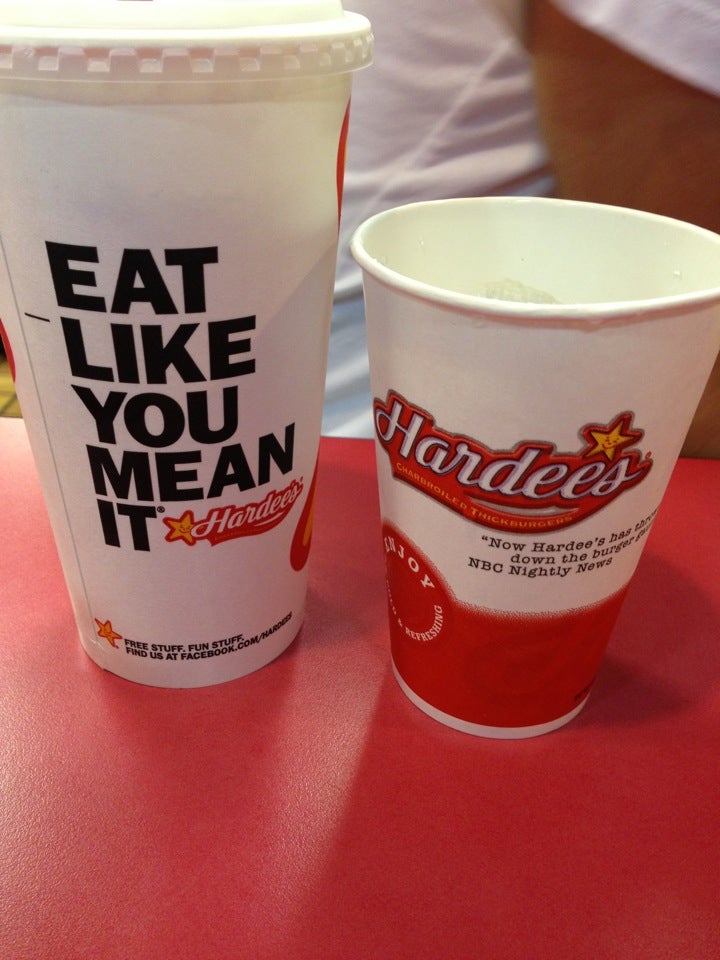 EAT
LIKE
YOU
MEAN
IT®
Hardee's
FREE STUFF. FUN STUFF.
FIND US AT FACEBOOK.COM/HARDEES
Hardee's
CHARBROILED THICKBURGERS
"Now Hardee's has
down the burger
NBC Nightly News
& REFRESHING